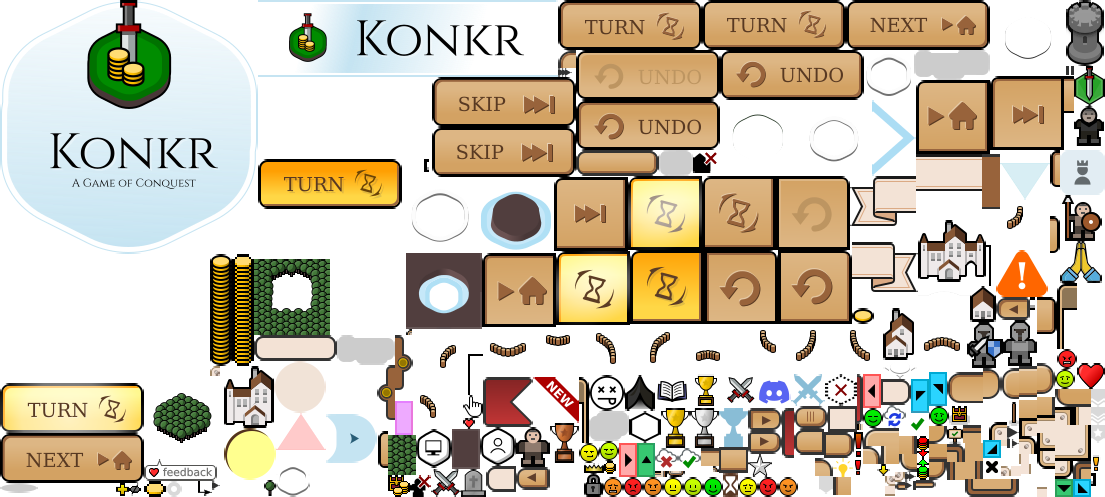 KONKR
A GAME OF CONQUEST
KONKR
TURN
TURN
NEXT
UNDO
UNDO
SKIP
UNDO
SKIP
TURN
TURN
NEXT
feedback
NEW